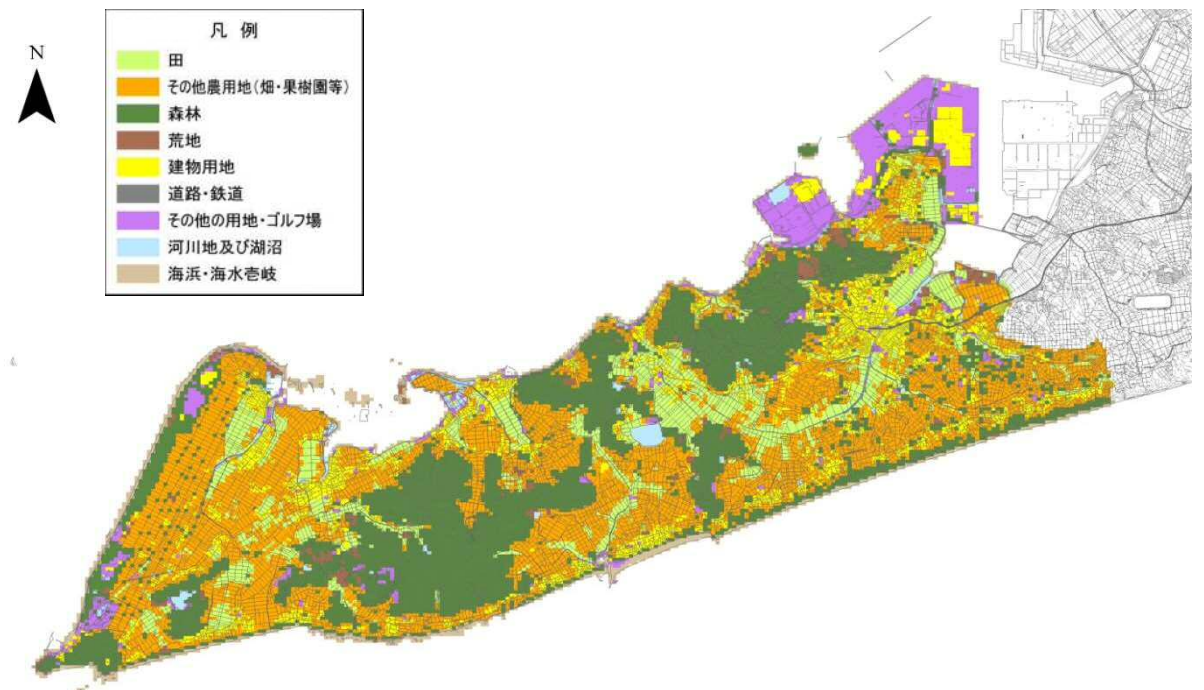 凡 例
田
その他農用地(畑・果樹園等)
森林
荒地
建物用地
道路・鉄道
その他の用地・ゴルフ場
河川地及び湖沼
海浜・海水壱岐
N